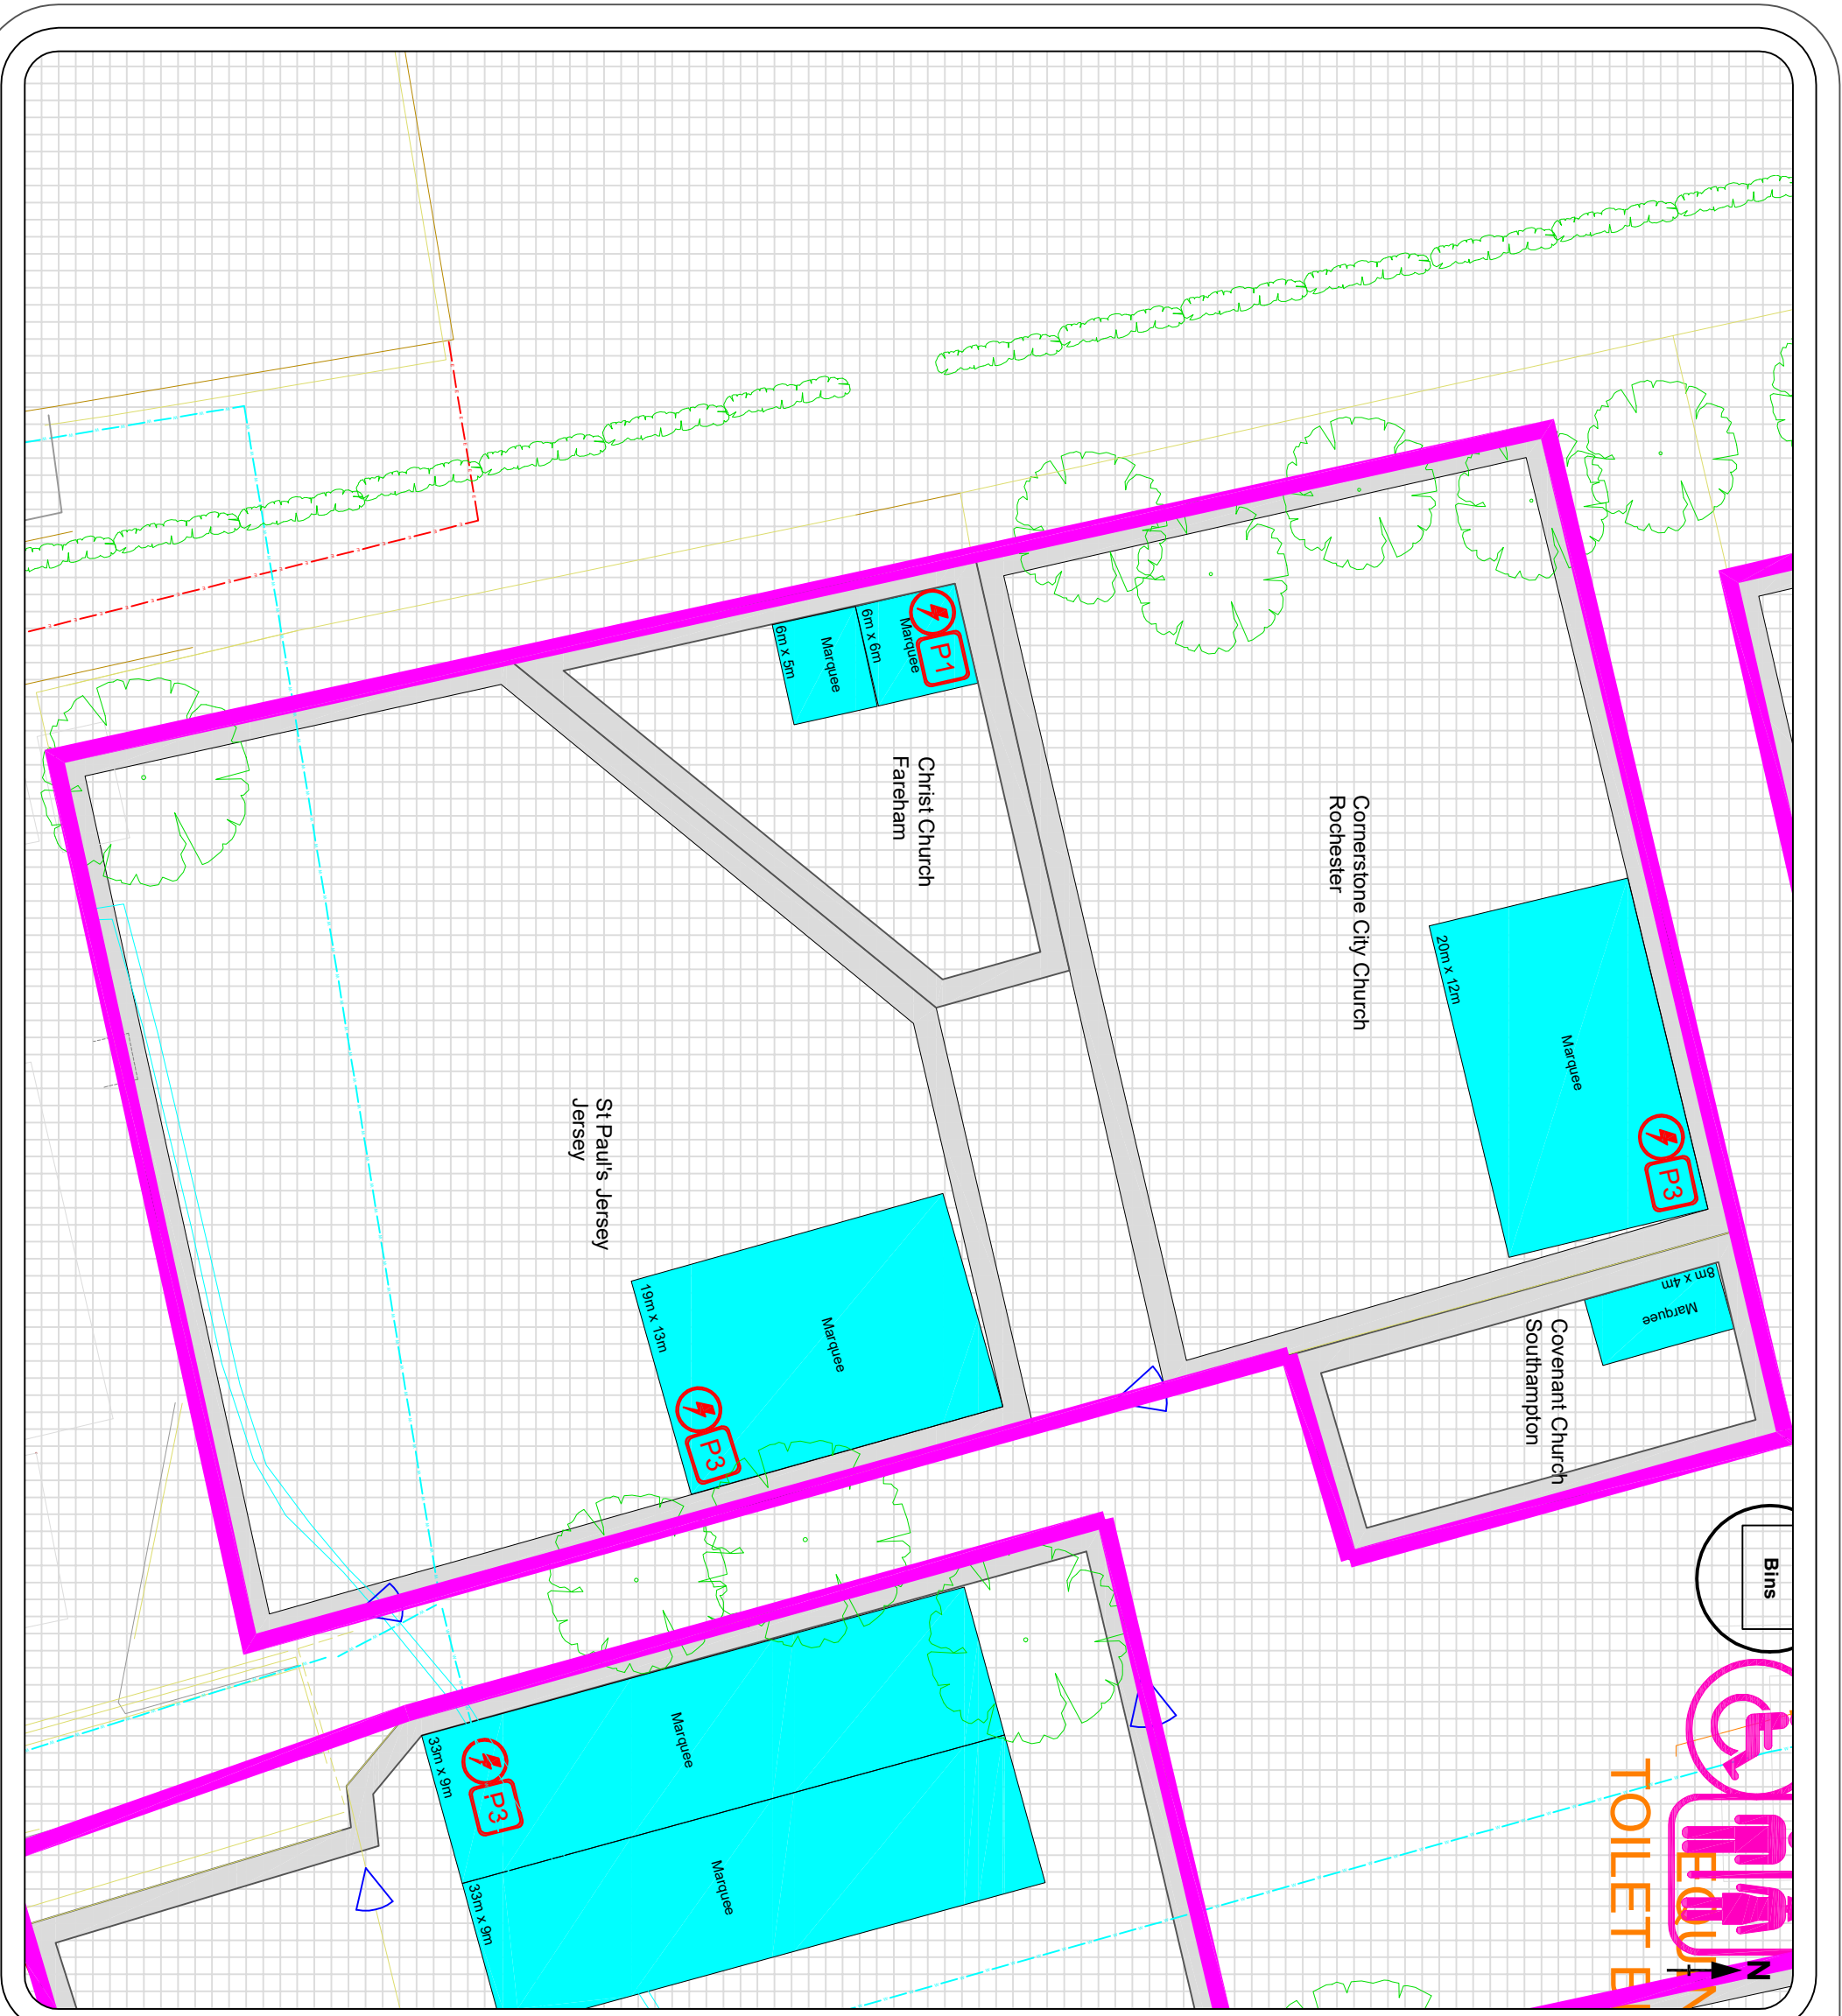 6m x 5m
Marquee
6m x 6m
Marquee
P1
Christ Church
Fareham
Cornerstone City Church
Rochester
20m x 12m
Marquee
P3
8m x 4m
Marquee
Covenant Church
Southampton
St Paul's Jersey
Jersey
19m x 13m
Marquee
P3
Bins
33m x 9m
Marquee
P3
33m x 9m
Marquee
TOILET
N